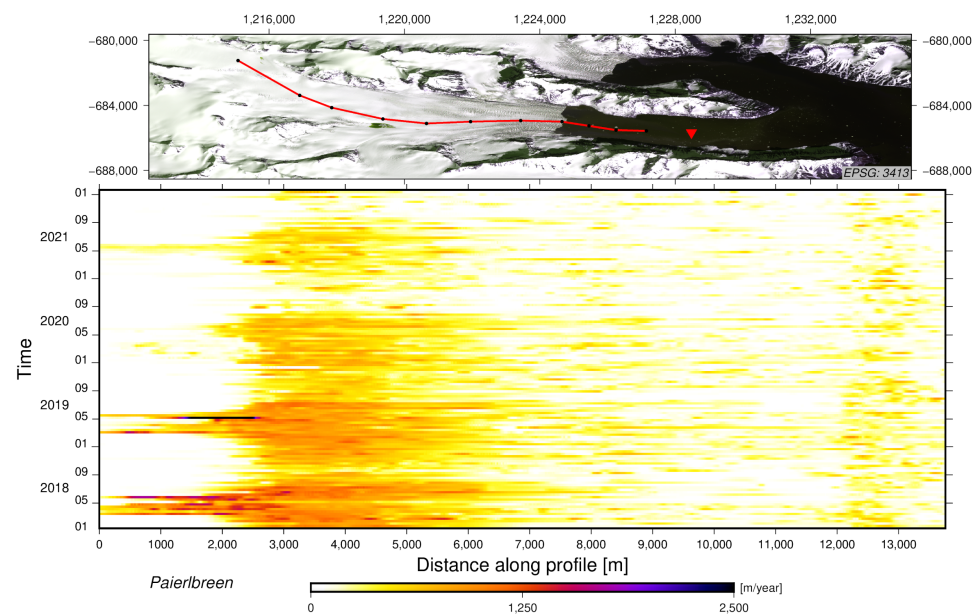 1,216,000 1,220,000 1,224,000 1,228,000 1,232,000
−680,000 −680,000
−684,000 −684,000
−688,000 −688,000
EPSG: 3413
01
09
2021
05
01
09
2020
05
01
09
2019
05
01
09
2018
05
01
Time
0 1000 2,000 3,000 4,000 5,000 6,000 7,000 8,000 9,000 10,000 11,000 12,000 13,000
Distance along profile [m]
Paierlbreen
[m/year]
0 1,250 2,500